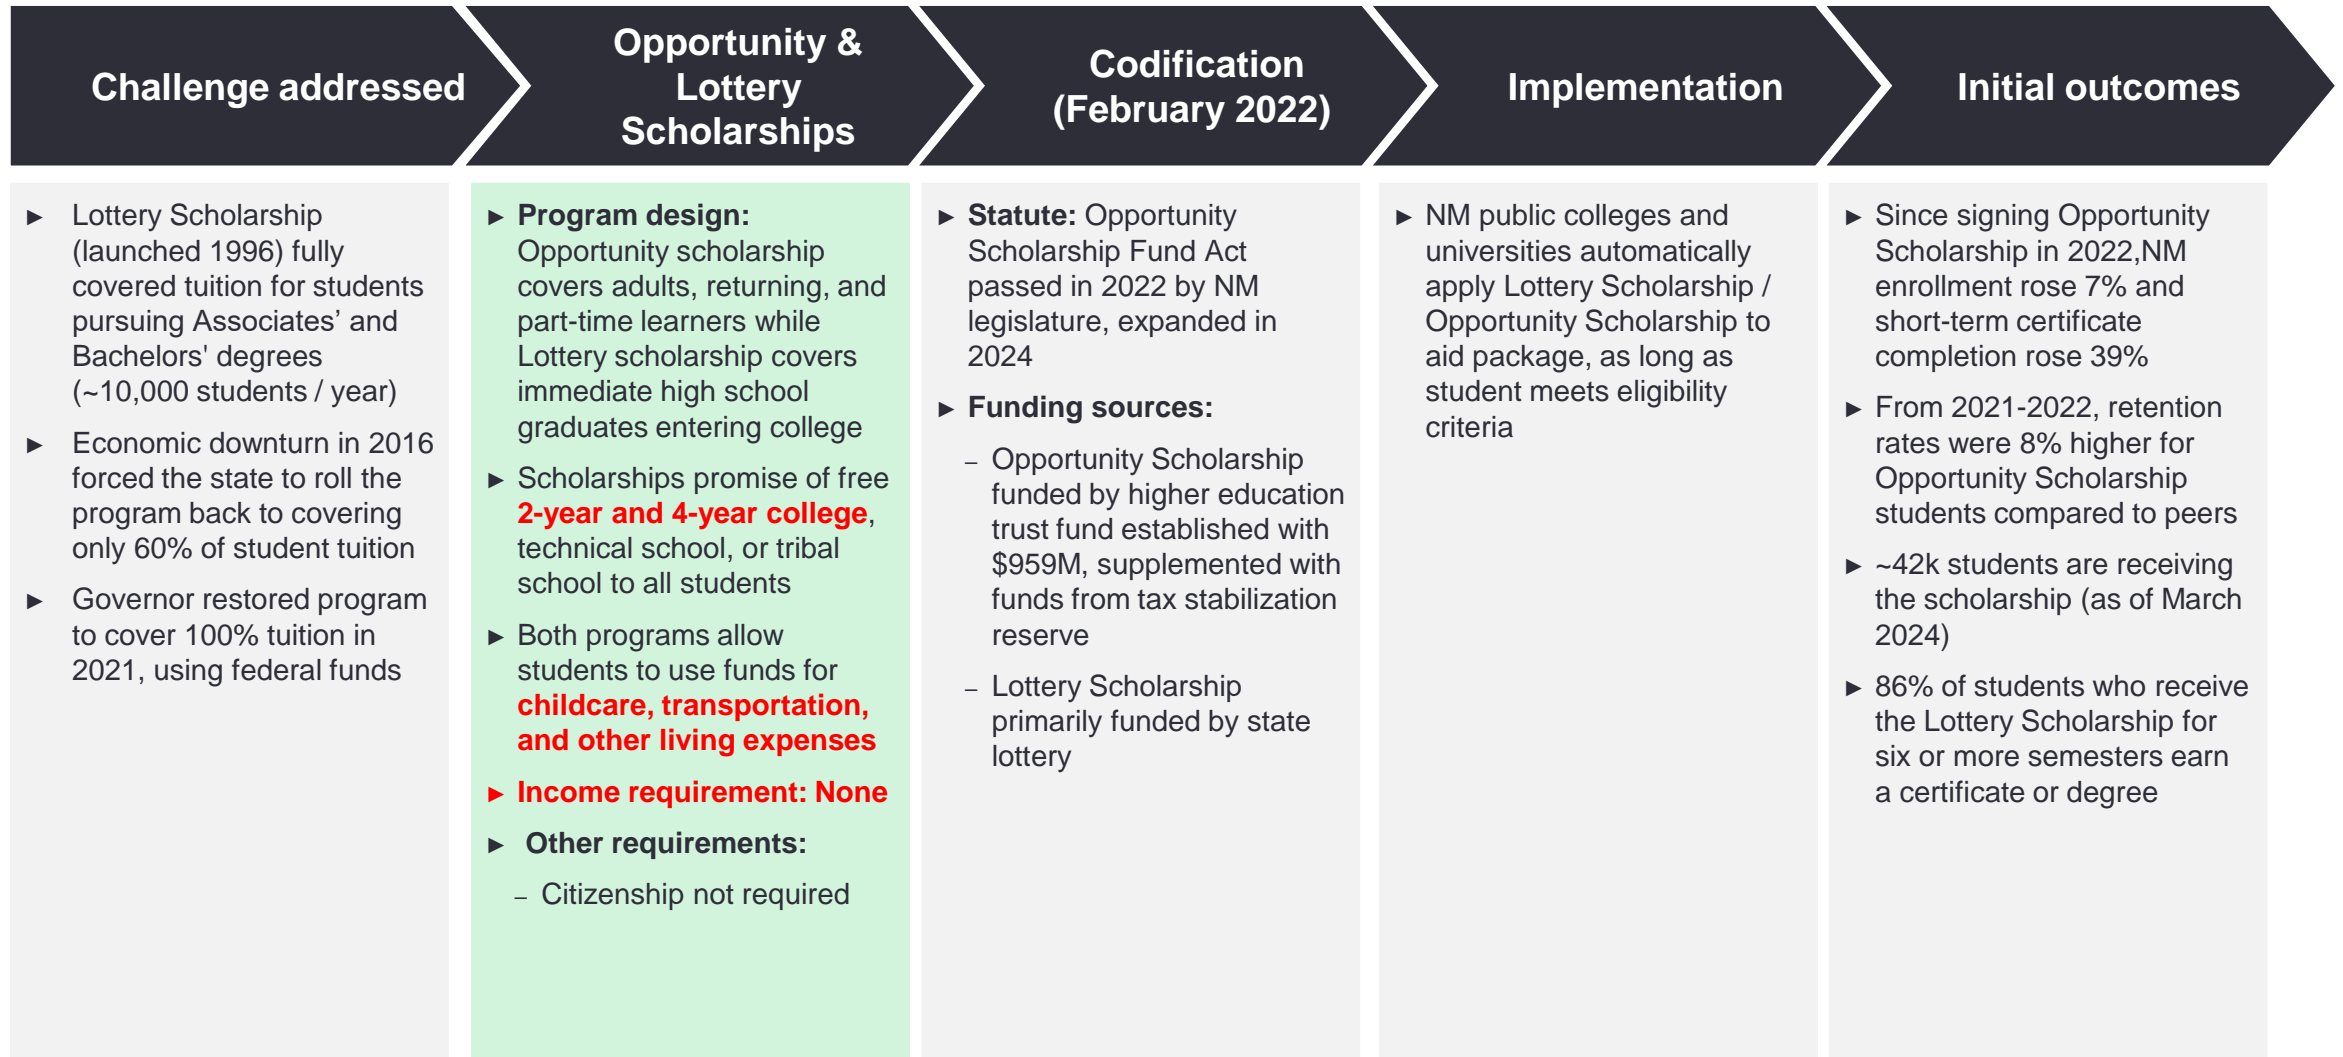 Challenge addressed
Opportunity &
Lottery
Scholarships
Codification
(February 2022)
Implementation
Initial outcomes
► Lottery Scholarship
(launched 1996) fully
covered tuition for students
pursuing Associates’ and
Bachelors' degrees
(~10,000 students / year)
► Economic downturn in 2016
forced the state to roll the
program back to covering
only 60% of student tuition
► Governor restored program
to cover 100% tuition in
2021, using federal funds
► Program design:
Opportunity scholarship
covers adults, returning, and
part-time learners while
Lottery scholarship covers
immediate high school
graduates entering college
► Scholarships promise of free
2-year and 4-year college,
technical school, or tribal
school to all students
► Both programs allow
students to use funds for
childcare, transportation,
and other living expenses
► Income requirement: None
► Other requirements:
– Citizenship not required
► Statute: Opportunity
Scholarship Fund Act
passed in 2022 by NM
legislature, expanded in
2024
► Funding sources:
– Opportunity Scholarship
funded by higher education
trust fund established with
$959M, supplemented with
funds from tax stabilization
reserve
– Lottery Scholarship
primarily funded by state
lottery
► NM public colleges and
universities automatically
apply Lottery Scholarship /
Opportunity Scholarship to
aid package, as long as
student meets eligibility
criteria
► Since signing Opportunity
Scholarship in 2022,NM
enrollment rose 7% and
short-term certificate
completion rose 39%
► From 2021-2022, retention
rates were 8% higher for
Opportunity Scholarship
students compared to peers
► ~42k students are receiving
the scholarship (as of March
2024)
► 86% of students who receive
the Lottery Scholarship for
six or more semesters earn
a certificate or degree